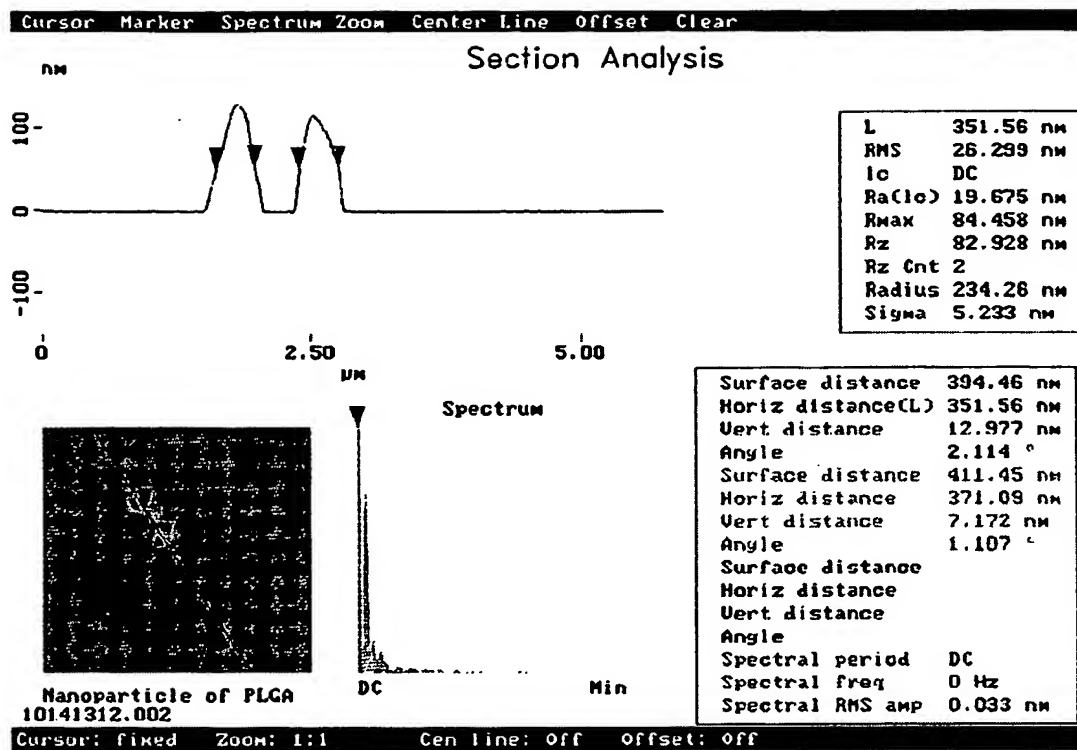 Cursor Marker Spectrum Zoom Center Line Offset Clear
Section Analysis
nm
100
0
-100
0 2.50 5.00
µm
L 351.56 nm
RMS 26.299 nm
lc DC
Ra(lc) 19.675 nm
Rmax 84.458 nm
Rz 82.928 nm
Rz Cnt 2
Radius 234.26 nm
Sigma 5.233 nm
Spectrum
DC Min
Surface distance 394.46 nm
Horiz distance(L) 351.56 nm
Vert distance 12.977 nm
Angle 2.114 °
Surface distance 411.45 nm
Horiz distance 371.09 nm
Vert distance 7.172 nm
Angle 1.107 °
Surface distance
Horiz distance
Vert distance
Angle
Spectral period DC
Spectral freq 0 Hz
Spectral RMS amp 0.033 nm
Nanoparticle of PLGA
10141312.002
Cursor: fixed Zoom: 1:1 Cen line: Off Offset: Off